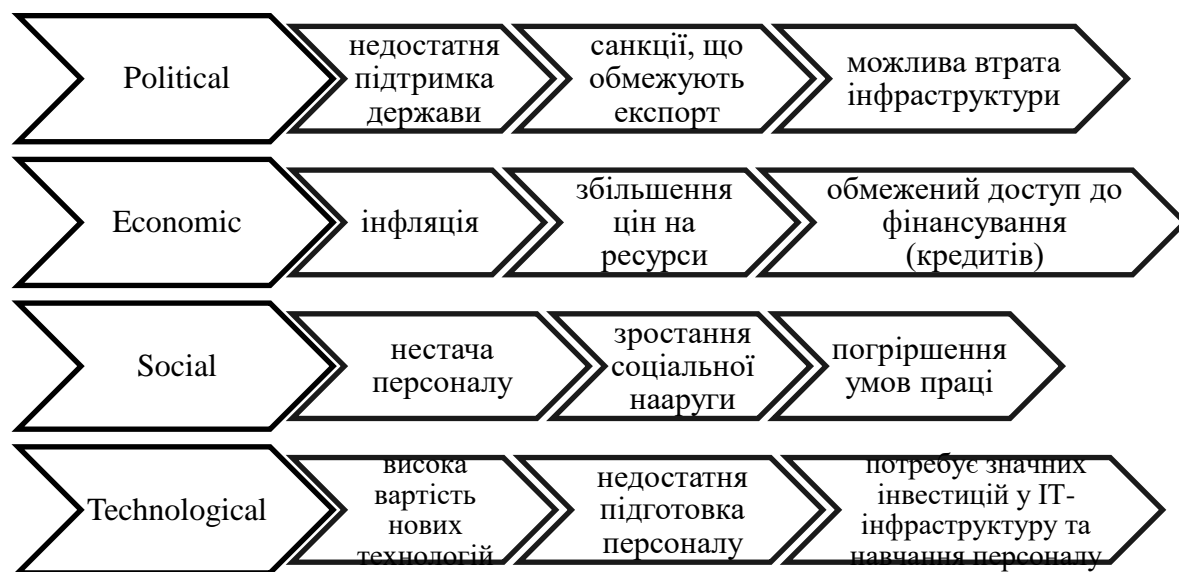 Political
недостатня
підтримка
держави
санкції, що
обмежують
експорт
можлива втрата
інфраструктури
Economic
інфляція
збільшення
цін на
ресурси
обмежений доступ до
фінансування
(кредитів)
Social
нестача
персоналу
зростання
соціальної
нааруги
погріршення
умов праці
Technological
висока
вартість
нових
технологій
недостатня
підготовка
персоналу
потребує значних
інвестицій у ІТ-
інфраструктуру та
навчання персоналу